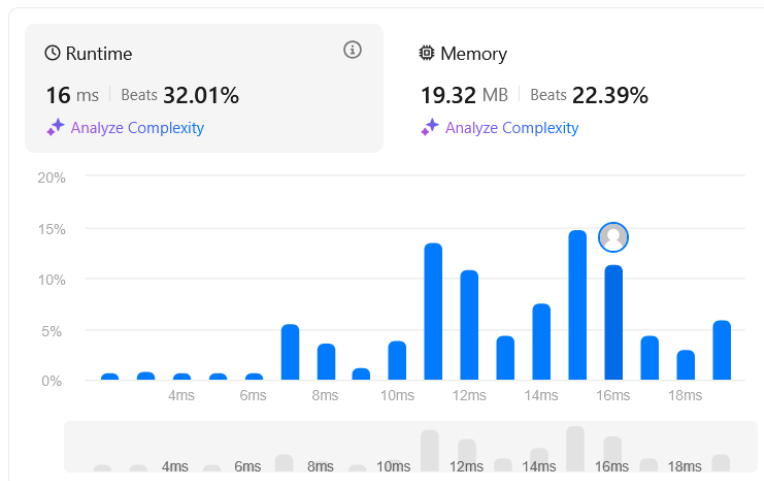 Runtime
16 ms Beats 32.01%
Analyze Complexity
Memory
19.32 MB Beats 22.39%
Analyze Complexity
20%
15%
10%
5%
0%
4ms 6ms 8ms 10ms 12ms 14ms 16ms 18ms
4ms 6ms 8ms 10ms 12ms 14ms 16ms 18ms